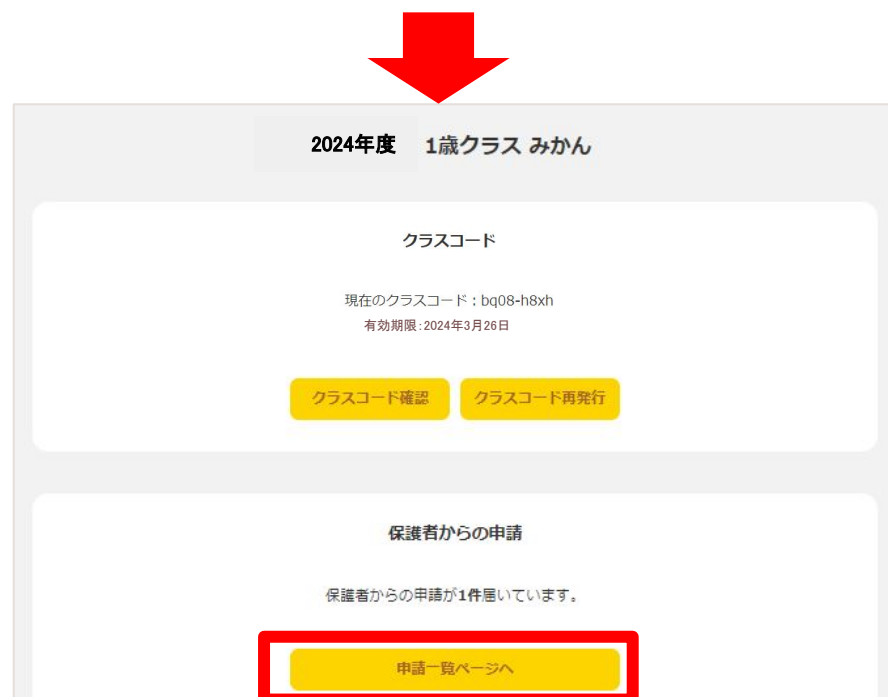 2024年度 1歳クラス みかん
クラスコード
現在のクラスコード：bq08-h8xh
有効期限：2024年3月26日
クラスコード確認 クラスコード再発行
保護者からの申請
保護者からの申請が1件届いています。
申請一覧ページへ